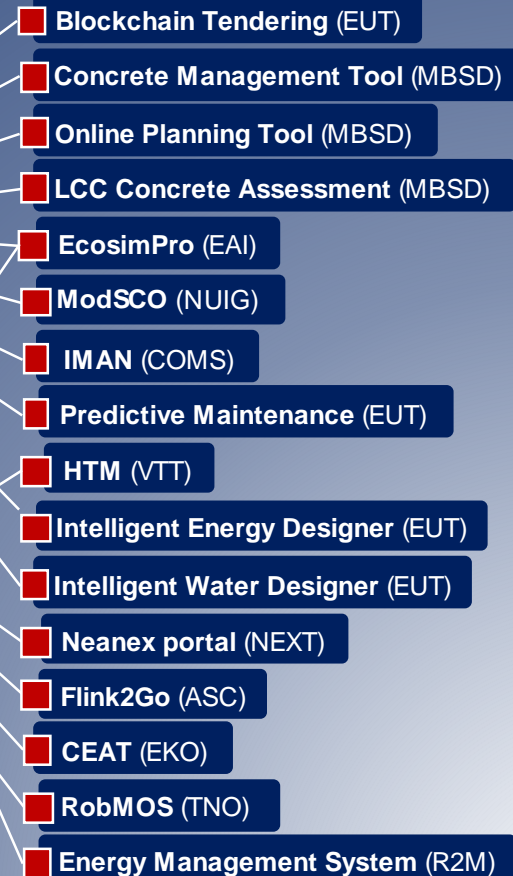 Blockchain Tendering (EUT)
Concrete Management Tool (MBSD)
Online Planning Tool (MBSD)
LCC Concrete Assessment (MBSD)
EcosimPro (EAI)
ModSCO (NUIG)
IMAN (COMS)
Predictive Maintenance (EUT)
HTM (VTT)
Intelligent Energy Designer (EUT)
Intelligent Water Designer (EUT)
Neanex portal (NEXT)
Flink2Go (ASC)
CEAT (EKO)
RobMOS (TNO)
Energy Management System (R2M)